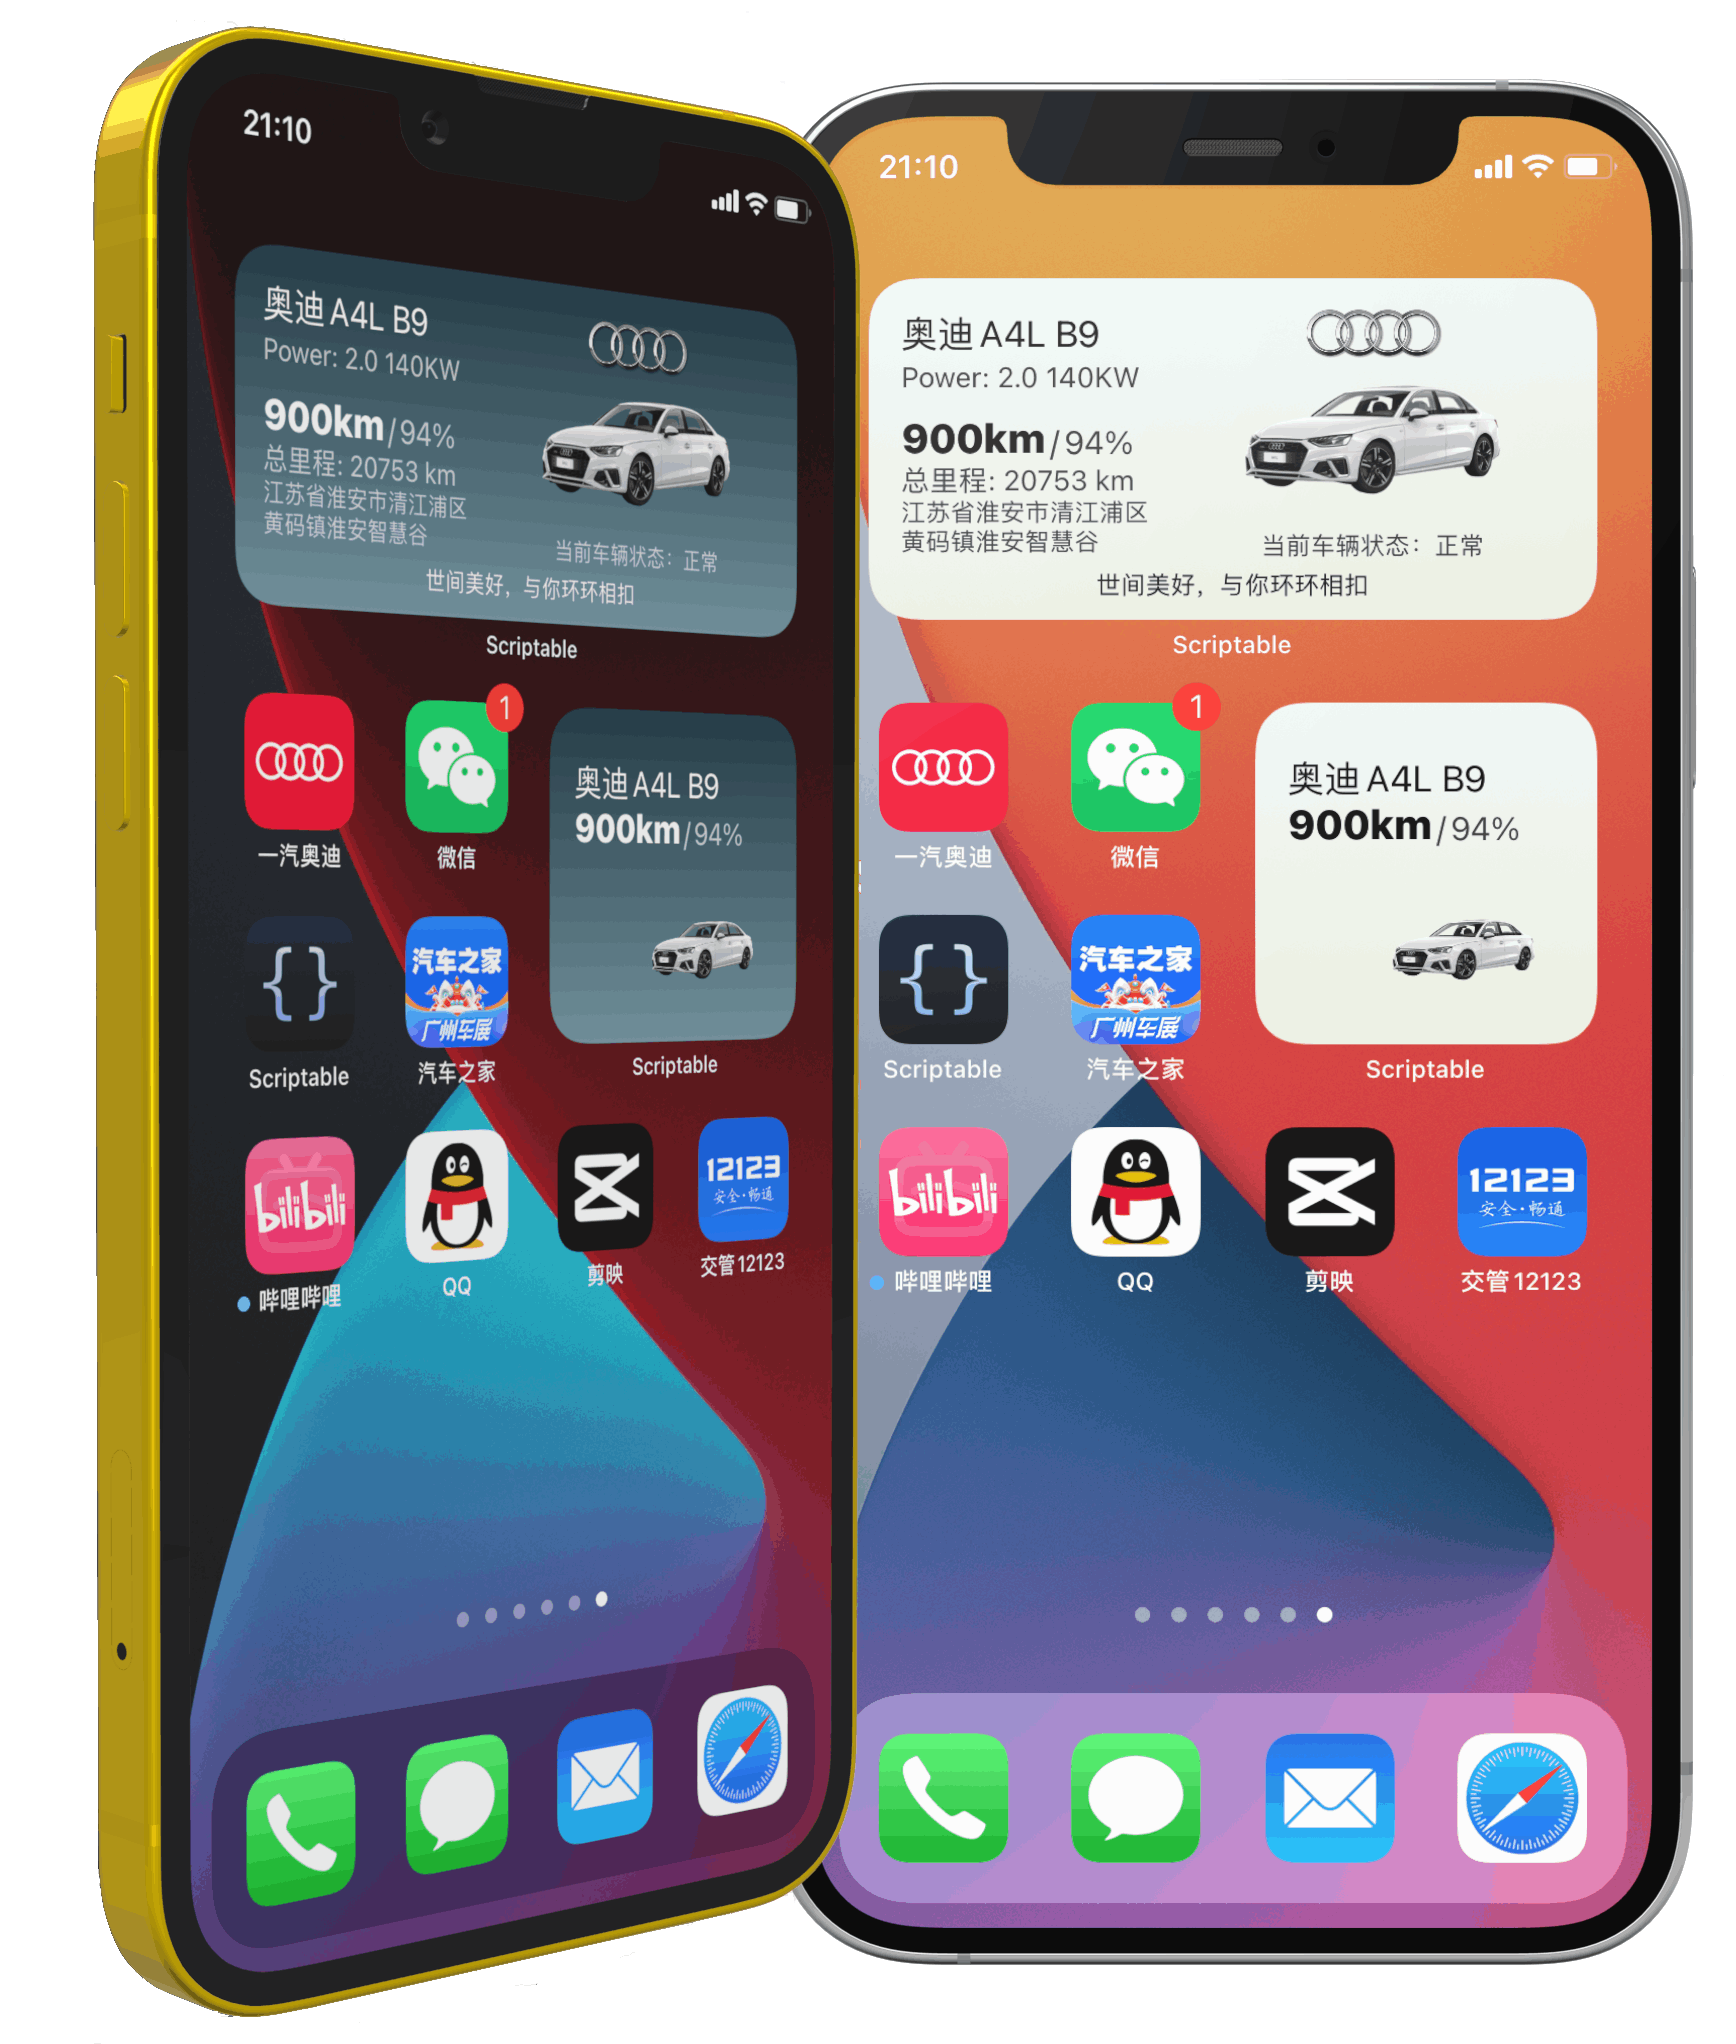 21:10
奥迪 A4L B9
Power: 2.0 140KW
900km/94%
总里程: 20753 km
江苏省淮安市清江浦区
黄码镇淮安智慧谷
当前车辆状态：正常
世间美好，与你环环相扣
Scriptable
1
奥迪 A4L B9
900km/94%
一汽奥迪
微信
{}
汽车之家
广州车展
Scriptable
汽车之家
Scriptable
bilibili
12123
安全·畅通
哔哩哔哩
QQ
剪映
交管12123
21:10
奥迪 A4L B9
Power: 2.0 140KW
900km/94%
总里程: 20753 km
江苏省淮安市清江浦区
黄码镇淮安智慧谷
当前车辆状态：正常
世间美好，与你环环相扣
Scriptable
1
奥迪 A4L B9
900km/94%
一汽奥迪
微信
{}
汽车之家
广州车展
Scriptable
汽车之家
Scriptable
bilibili
12123
安全·畅通
哔哩哔哩
QQ
剪映
交管12123